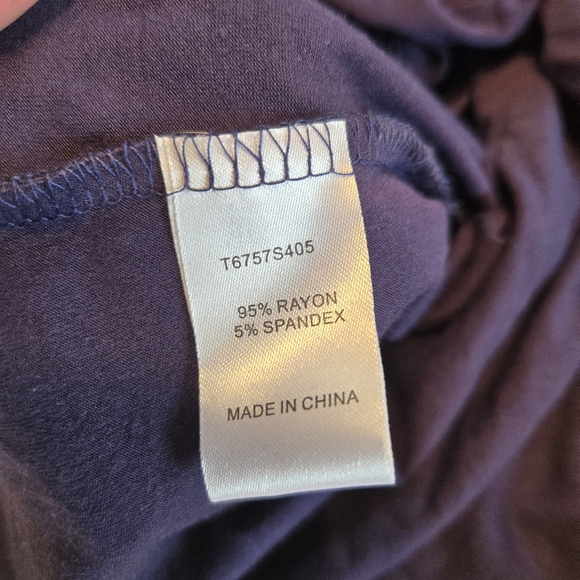 T6757S405
95% RAYON
5% SPANDEX
MADE IN CHINA